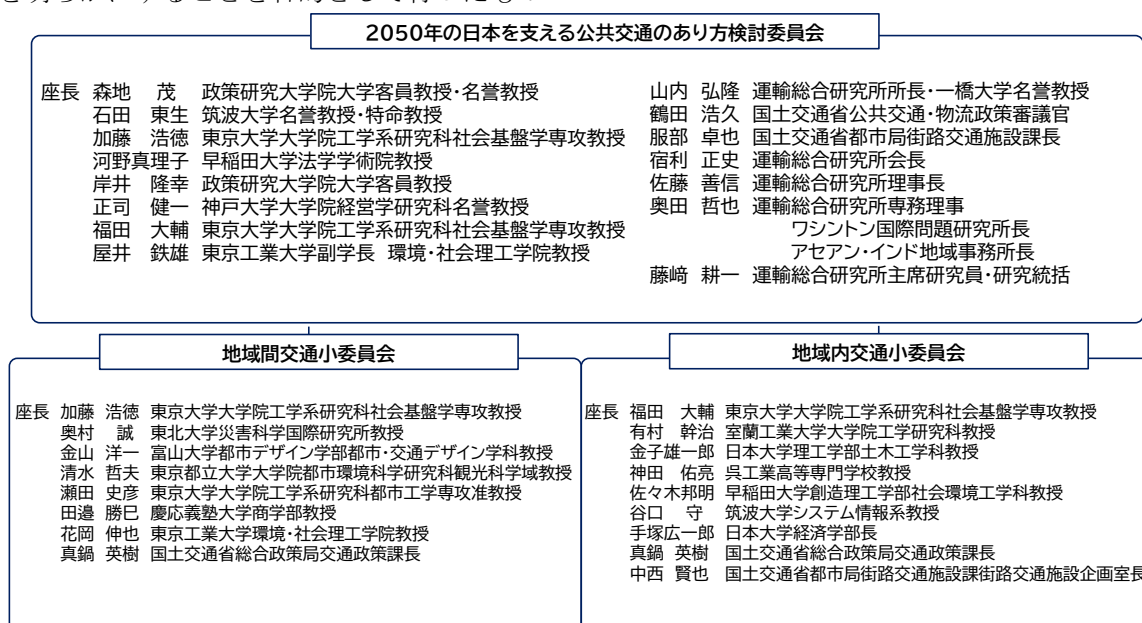 2050年の日本を支える公共交通のあり方検討委員会
座長 森地 茂 政策研究大学院大学客員教授・名誉教授
石田 東生 筑波大学名誉教授・特命教授
加藤 浩徳 東京大学大学院工学系研究科社会基盤学専攻教授
河野真理子 早稲田大学法学学術院教授
岸井 隆幸 政策研究大学院大学客員教授
正司 健一 神戸大学大学院経営学研究科名誉教授
福田 大輔 東京大学大学院工学系研究科社会基盤学専攻教授
屋井 鉄雄 東京工業大学副学長 環境・社会理工学院教授
山内 弘隆 運輸総合研究所所長・一橋大学名誉教授
鶴田 浩久 国土交通省公共交通・物流政策審議官
服部 卓也 国土交通省都市局街路交通施設課長
宿利 正史 運輸総合研究所会長
佐藤 善信 運輸総合研究所理事長
奥田 哲也 運輸総合研究所専務理事
ワシントン国際問題研究所長
アセアン・インド地域事務所長
藤﨑 耕一 運輸総合研究所主席研究員・研究統括
地域間交通小委員会
座長 加藤 浩徳 東京大学大学院工学系研究科社会基盤学専攻教授
奥村 誠 東北大学災害科学国際研究所教授
金山 洋一 富山大学都市デザイン学部都市・交通デザイン学科教授
清水 哲夫 東京都立大学大学院都市環境科学研究科観光科学域教授
瀬田 史彦 東京大学大学院工学系研究科都市工学専攻准教授
田邉 勝巳 慶応義塾大学商学部教授
花岡 伸也 東京工業大学環境・社会理工学院教授
真鍋 英樹 国土交通省総合政策局交通政策課長
地域内交通小委員会
座長 福田 大輔 東京大学大学院工学系研究科社会基盤学専攻教授
有村 幹治 室蘭工業大学大学院工学研究科教授
金子雄一郎 日本大学理工学部土木工学科教授
神田 佑亮 呉工業高等専門学校教授
佐々木邦明 早稲田大学創造理工学部社会環境工学科教授
谷口 守 筑波大学システム情報系教授
手塚広一郎 日本大学経済学部長
真鍋 英樹 国土交通省総合政策局交通政策課長
中西 賢也 国土交通省都市局街路交通施設課街路交通施設企画室長